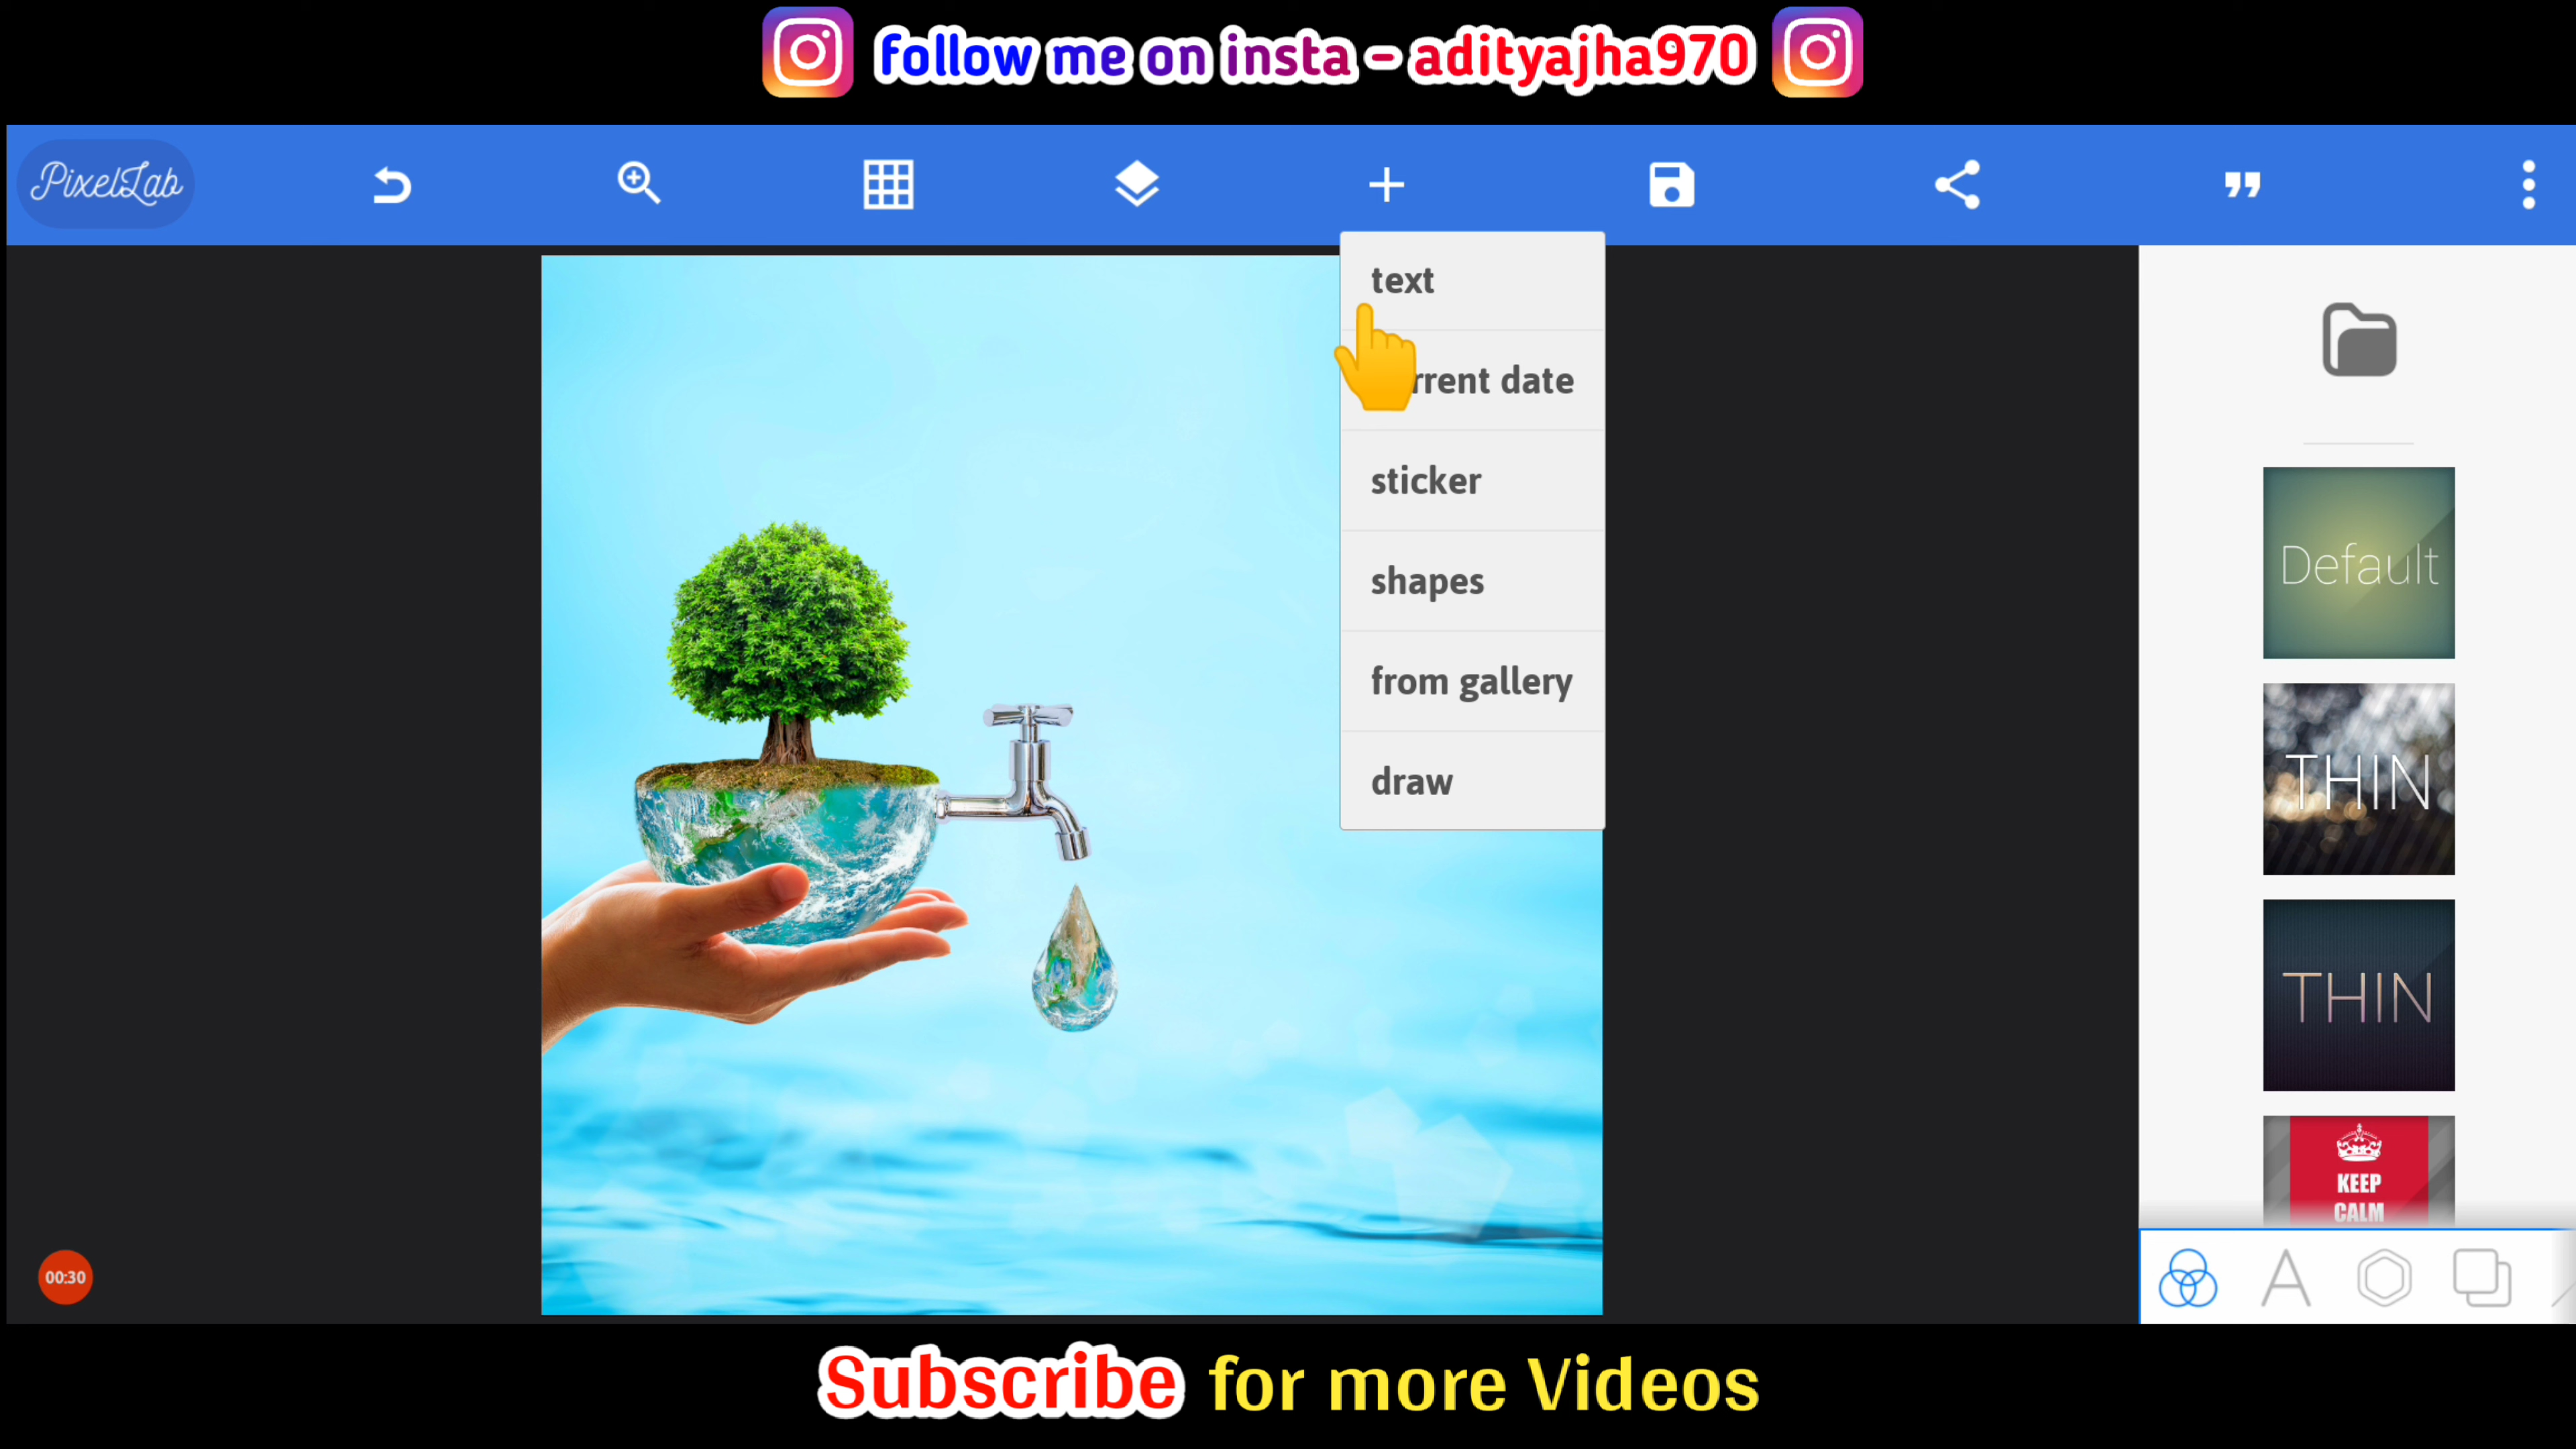 follow me on insta - adityajha970
PixelLab
text
rrent date
sticker
shapes
from gallery
draw
Default
THIN
THIN
KEEP
CALM
00:30
Subscribe for more Videos